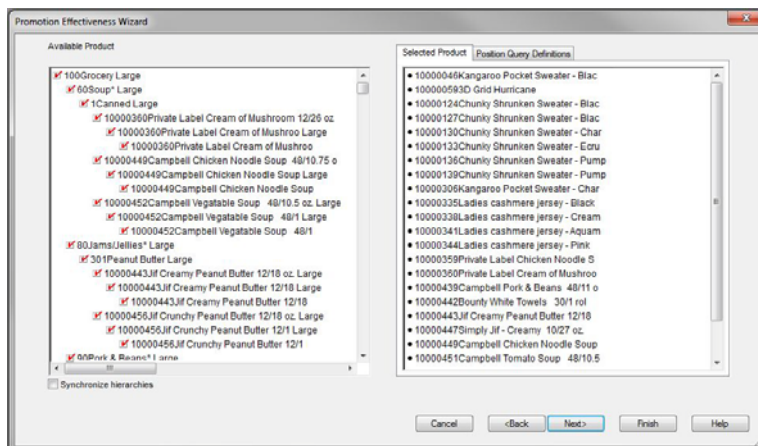 Promotion Effectiveness Wizard
Available Product
100Grocery Large
60Soup* Large
1Canned Large
10000360Private Label Cream of Mushroom 12/26 oz.
10000360Private Label Cream of Mushroo Large
10000360Private Label Cream of Mushroo
10000449Campbell Chicken Noodle Soup 48/10.75 o
10000449Campbell Chicken Noodle Soup Large
10000449Campbell Chicken Noodle Soup
10000452Campbell Vegatable Soup 48/10.5 oz. Large
10000452Campbell Vegatable Soup 48/1 Large
10000452Campbell Vegatable Soup 48/1
80Jams/Jellies* Large
301Peanut Butter Large
10000443Jif Creamy Peanut Butter 12/18 oz. Large
10000443Jif Creamy Peanut Butter 12/18 Large
10000443Jif Creamy Peanut Butter 12/18
10000456Jif Crunchy Peanut Butter 12/18 oz. Large
10000456Jif Crunchy Peanut Butter 12/1 Large
10000456Jif Crunchy Peanut Butter 12/1
90Pork & Beans* Large
Synchronize hierarchies
Selected Product
Position Query Definitions
10000046Kangaroo Pocket Sweater - Blac
100000593D Grid Hurricane
10000124Chunky Shrunken Sweater - Blac
10000127Chunky Shrunken Sweater - Blac
10000130Chunky Shrunken Sweater - Char
10000133Chunky Shrunken Sweater - Ecru
10000136Chunky Shrunken Sweater - Pump
10000139Chunky Shrunken Sweater - Pump
10000306Kangaroo Pocket Sweater - Char
10000335Ladies cashmere jersey - Black
10000338Ladies cashmere jersey - Cream
10000341Ladies cashmere jersey - Aquam
10000344Ladies cashmere jersey - Pink
10000359Private Label Chicken Noodle S
10000360Private Label Cream of Mushroo
10000439Campbell Pork & Beans 48/11 o
10000442Bounty White Towels 30/1 rol
10000443Jif Creamy Peanut Butter 12/18
10000447Simply Jif - Creamy 10/27 oz.
10000449Campbell Chicken Noodle Soup
10000451Campbell Tomato Soup 48/10.5
Cancel
<Back
Next>
Finish
Help